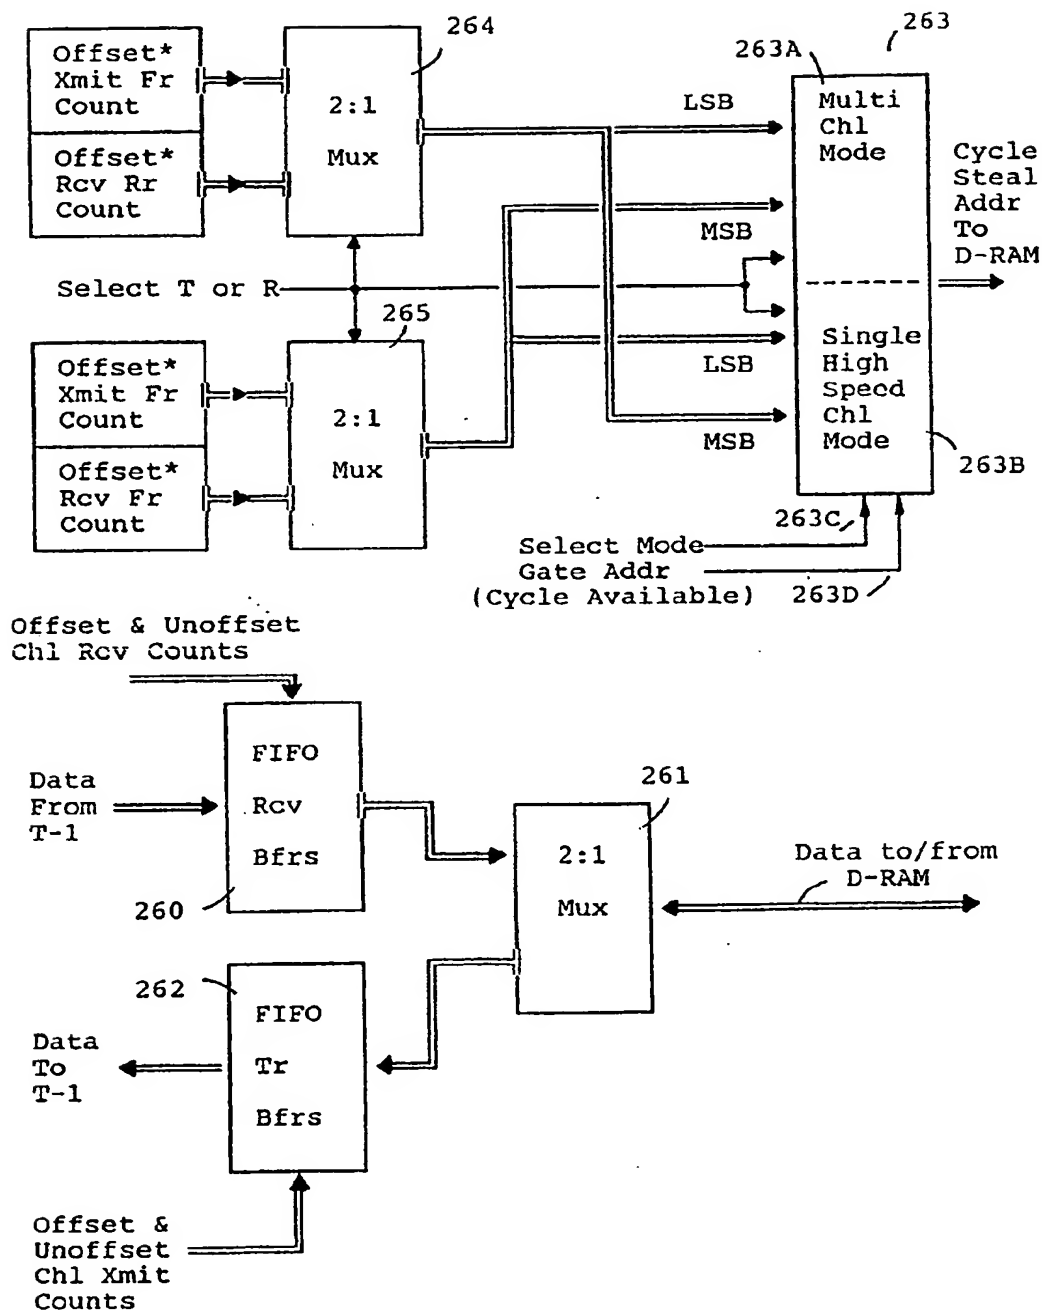 Offset*
Xmit Fr
Count
Offset*
Rcv Rr
Count
2:1
Mux
264
Select T or R
265
Offset*
Xmit Fr
Count
Offset*
Rcv Fr
Count
2:1
Mux
LSB
MSB
LSB
MSB
263
263A
Multi
Chl
Mode
Single
High
Speed
Chl
Mode
Cycle
Steal
Addr
To
D-RAM
263B
263C
Select Mode
Gate Addr
(Cycle Available)
263D
Offset & Unoffset
Chl Rcv Counts
Data
From
T-1
FIFO
Rcv
Bfrs
260
261
2:1
Mux
Data to/from
D-RAM
262
FIFO
Tr
Bfrs
Data
To
T-1
Offset &
Unoffset
Chl Xmit
Counts